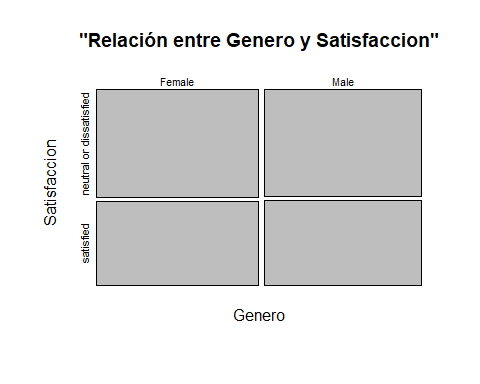 "Relación entre Genero y Satisfaccion"
Female
Male
neutral or dissatisfied
satisfied
Satisfaccion
Genero